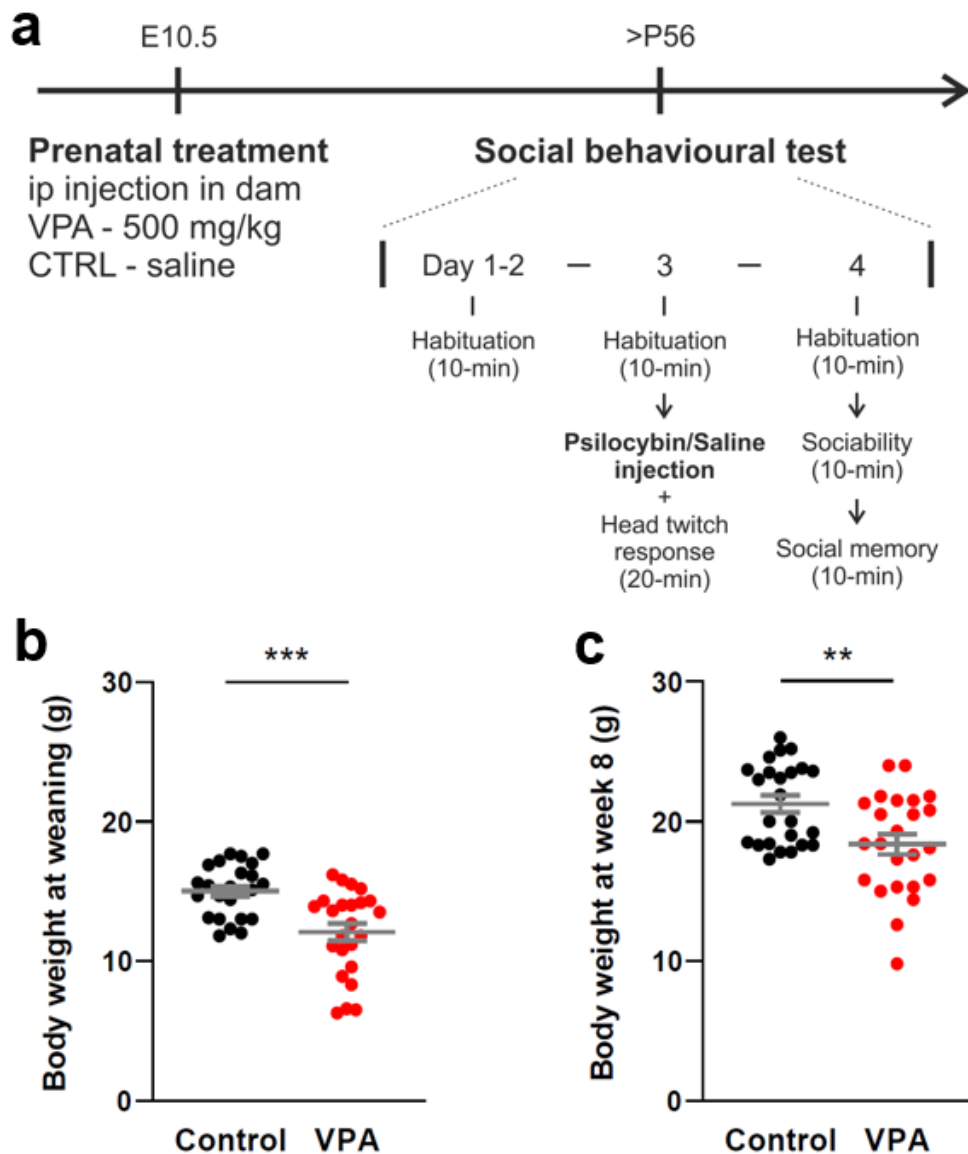 a
E10.5
>P56
Prenatal treatment
ip injection in dam
VPA - 500 mg/kg
CTRL - saline
Social behavioural test
Day 1-2 – 3 – 4
Habituation
(10-min)
Habituation
(10-min)
Psilocybin/Saline
injection
+
Head twitch
response
(20-min)
Habituation
(10-min)
Sociability
(10-min)
Social memory
(10-min)
b
***
Body weight at weaning (g)
30
20
10
0
Control VPA
c
**
Body weight at week 8 (g)
30
20
10
0
Control VPA